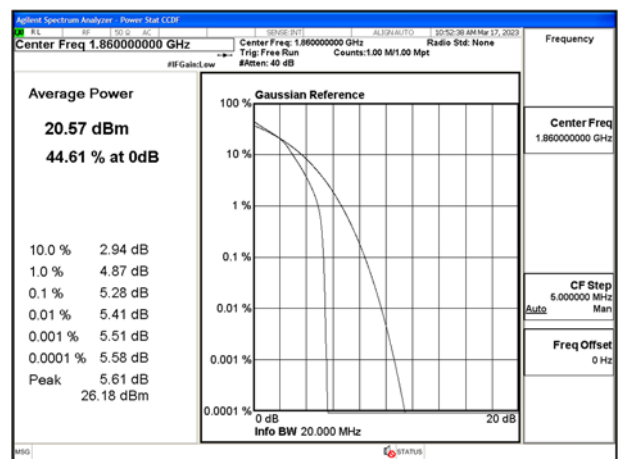 Agilent Spectrum Analyzer - Power Stat CCDF
RL RF 50 Ω AC SENSE:INT ALIGN AUTO 10:52:38 AM Mar 17, 2023
Center Freq 1.860000000 GHz
Center Freq: 1.860000000 GHz Radio Std: None
Trig: Free Run Counts:1.00 M/1.00 Mpt
#IFGain:Low #Atten: 40 dB
Frequency
Average Power
20.57 dBm
44.61 % at 0dB
10.0 % 2.94 dB
1.0 % 4.87 dB
0.1 % 5.28 dB
0.01 % 5.41 dB
0.001 % 5.51 dB
0.0001 % 5.58 dB
Peak 5.61 dB
26.18 dBm
Gaussian Reference
100 %
10 %
1 %
0.1 %
0.01 %
0.001 %
0.0001 %
0 dB 20 dB
Info BW 20.000 MHz
Center Freq
1.860000000 GHz
CF Step
5.000000 MHz
Auto Man
Freq Offset
0 Hz
MSG STATUS